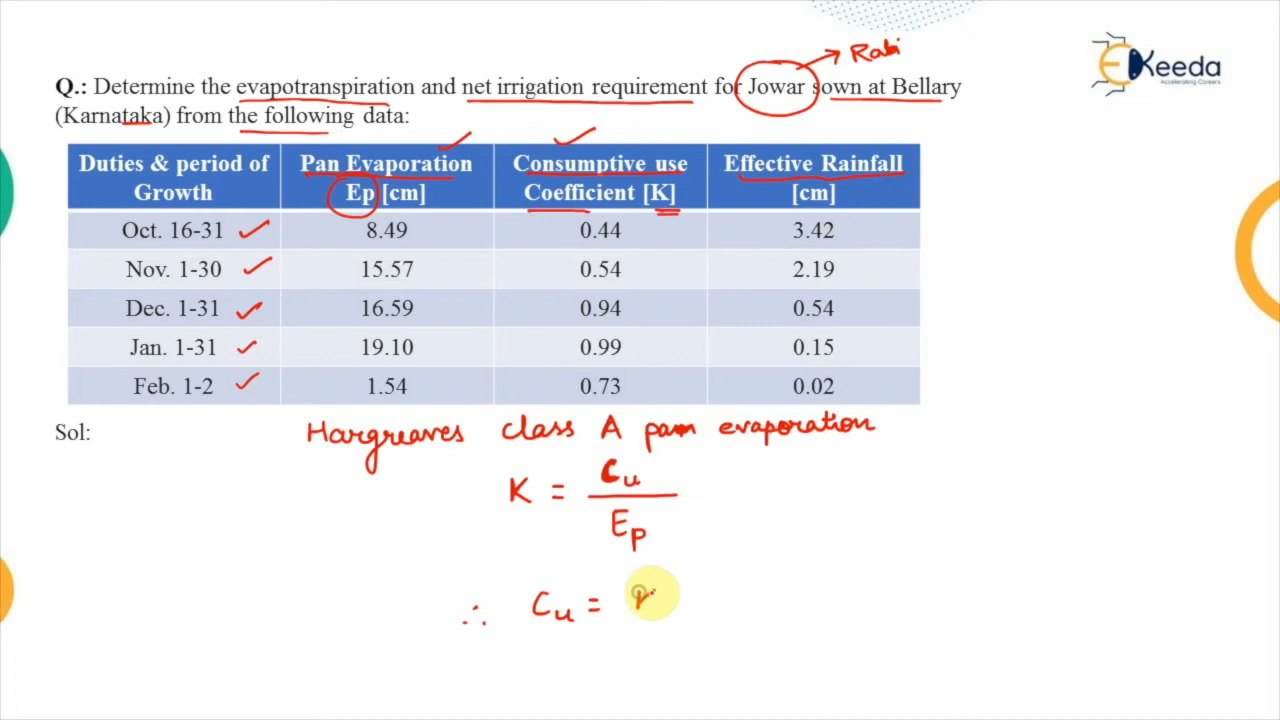 Rabi
Keeda
Accelerating Careers
Q.: Determine the evapotranspiration and net irrigation requirement for Jowar sown at Bellary
(Karnataka) from the following data:
Duties & period of Growth Pan Evaporation Ep [cm] Consumptive use Coefficient [K] Effective Rainfall [cm]
Oct. 16-31 8.49 0.44 3.42
Nov. 1-30 15.57 0.54 2.19
Dec. 1-31 16.59 0.94 0.54
Jan. 1-31 19.10 0.99 0.15
Feb. 1-2 1.54 0.73 0.02
Sol:
Hargreaves class A pan evaporation
K = Cu / Ep
∴ Cu =